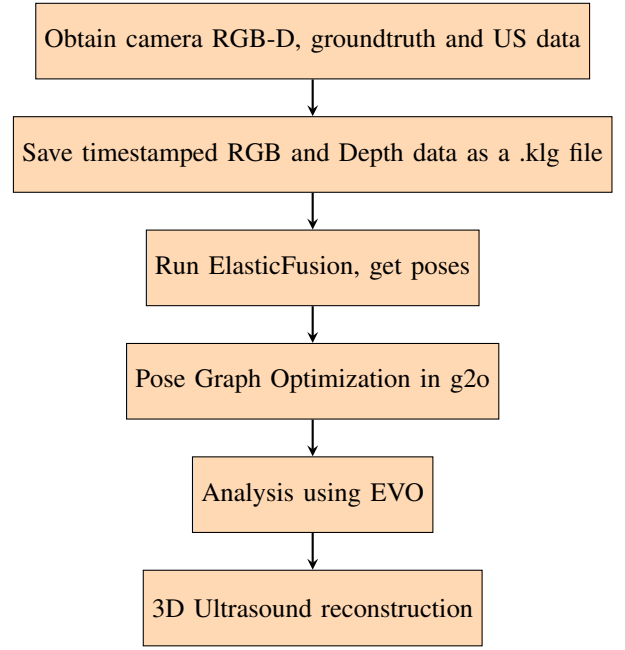 Obtain camera RGB-D, groundtruth and US data
Save timestamped RGB and Depth data as a .klg file
Run ElasticFusion, get poses
Pose Graph Optimization in g2o
Analysis using EVO
3D Ultrasound reconstruction